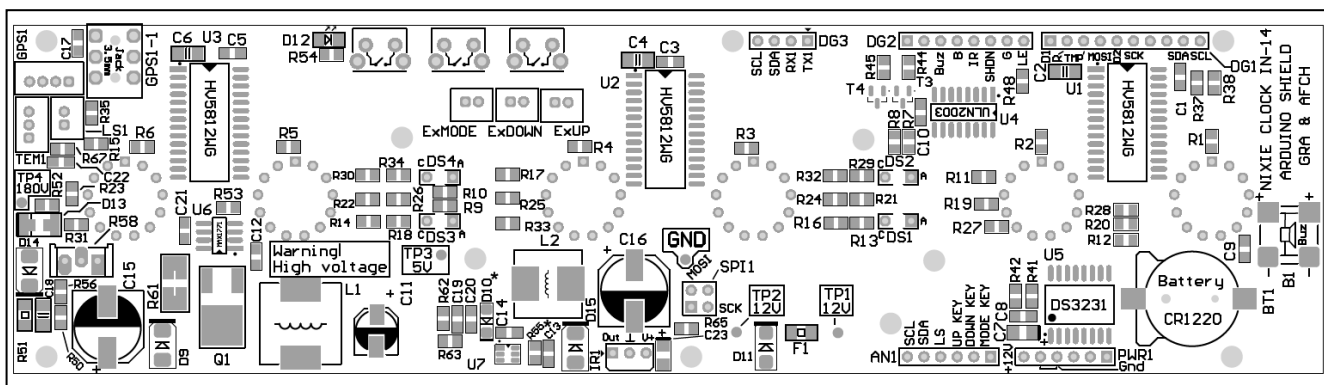 GPS1
C17
Jack
3.5mm
GPS1-1
C6
U3
C5
D12
R54
C4
C3
U2
SCL
SDA
RX1
TX1
DG3
DG2
R45
R44
Buz
B
IR
G
SHDN
LE
R48
D1
TMP
MOSI
D2
SCK
SDA
SCL
DG1
C2
U1
C1
R37
R38
HV5812WG
HV5812WG
HV5812WG
T4
T3
R8
R7
C10
ULN2003
U4
R35
LS1
R15
R6
R5
ExMODE
ExDOWN
ExUP
R4
R3
R2
R1
TEM1
R67
C22
TP4
180V
R52
R23
D13
R58
R31
D14
C21
U6
R53
MAX1771
C12
R30
R34
R22
R14
R18
C
DS4
A
R26
R10
R9
C
DS3
A
R17
R25
R33
R32
R29
R24
R21
R16
R13
C
DS2
A
C
DS1
A
R11
R19
R27
R28
R20
R12
NIXIE CLOCK IN-14
ARDUINO SHIELD
GRA & AFCH
Warning!
High voltage
TP3
5V
L2
C16
GND
MOSI
SPI1
SCK
U5
DS3231
Battery
CR1220
C9
Buz
B1
BT1
C18
R56
C15
R61
L1
C11
R62
C19
C20
D10*
C14
R63
U7
R55*
C13
D15
IR1
Out
V+
R65
C23
TP2
12V
TP1
12V
D11
F1
R42
R41
C8
C7
R51
R50
D9
Q1
AN1
SCL
SDA
LS
UP KEY
DOWN KEY
MODE KEY
+12V
PWR1
Gnd